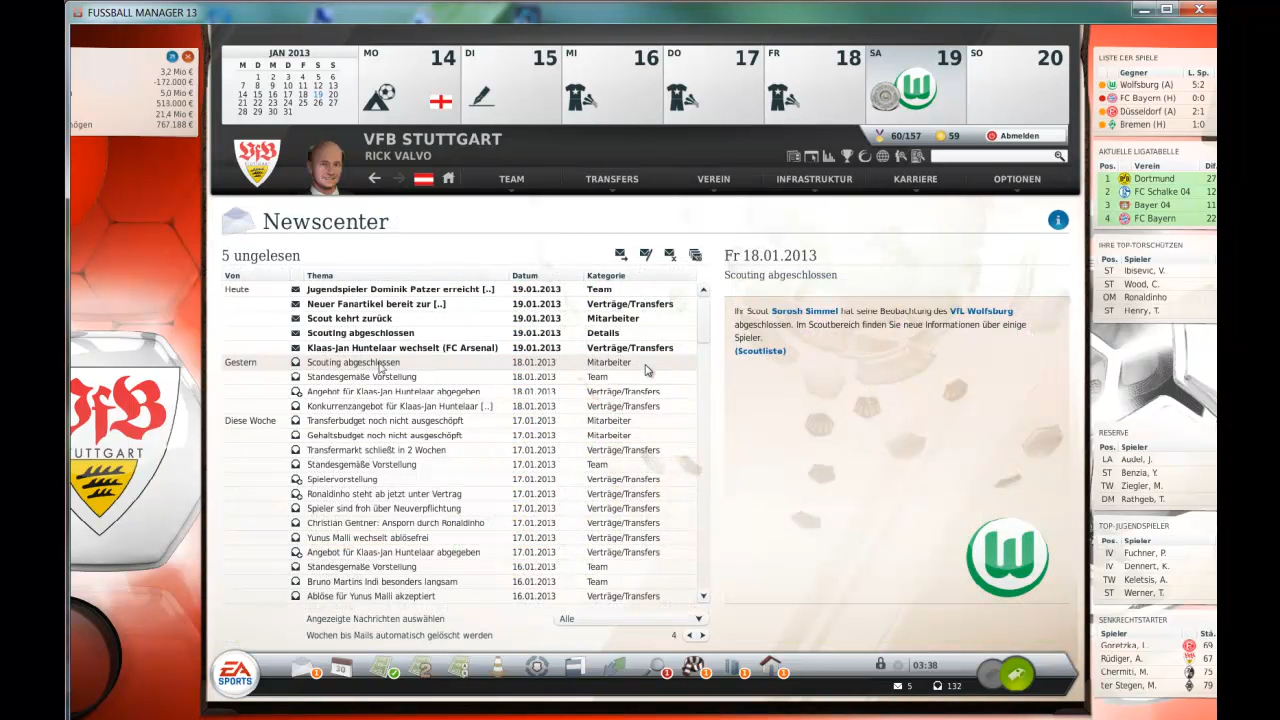 FUSSBALL MANAGER 13
3,2 Mio €
-172.000 €
5,0 Mio €
513.000 €
21,4 Mio €
mögen 767.188 €
JAN 2013
M D M D F S S
1 2 3 4 5 6
7 8 9 10 11 12 13
14 15 16 17 18 19 20
21 22 23 24 25 26 27
28 29 30 31
MO 14
DI 15
MI 16
DO 17
FR 18
SA 19
SO 20
VFB STUTTGART
RICK VALVO
60/157 59 Abmelden
TEAM TRANSFERS VEREIN INFRASTRUKTUR KARRIERE OPTIONEN
Newscenter
5 ungelesen
Von Thema Datum Kategorie
Heute Jugendspieler Dominik Patzer erreicht [..] 19.01.2013 Team
Neuer Fanartikel bereit zur [..] 19.01.2013 Verträge/Transfers
Scout kehrt zurück 19.01.2013 Mitarbeiter
Scouting abgeschlossen 19.01.2013 Details
Klaas-Jan Huntelaar wechselt (FC Arsenal) 19.01.2013 Verträge/Transfers
Gestern Scouting abgeschlossen 18.01.2013 Mitarbeiter
Standesgemäße Vorstellung 18.01.2013 Team
Angebot für Klaas-Jan Huntelaar abgegeben 18.01.2013 Verträge/Transfers
Konkurrenzangebot für Klaas-Jan Huntelaar [..] 18.01.2013 Verträge/Transfers
Diese Woche Transferbudget noch nicht ausgeschöpft 17.01.2013 Mitarbeiter
Gehaltsbudget noch nicht ausgeschöpft 17.01.2013 Mitarbeiter
Transfermarkt schließt in 2 Wochen 17.01.2013 Verträge/Transfers
Standesgemäße Vorstellung 17.01.2013 Team
Spielervorstellung 17.01.2013 Verträge/Transfers
Ronaldinho steht ab jetzt unter Vertrag 17.01.2013 Verträge/Transfers
Spieler sind froh über Neuverpflichtung 17.01.2013 Verträge/Transfers
Christian Gentner: Ansporn durch Ronaldinho 17.01.2013 Verträge/Transfers
Yunus Malli wechselt ablösefrei 17.01.2013 Verträge/Transfers
Angebot für Klaas-Jan Huntelaar abgegeben 17.01.2013 Verträge/Transfers
Standesgemäße Vorstellung 16.01.2013 Team
Bruno Martins Indi besonders langsam 16.01.2013 Team
Ablöse für Yunus Malli akzeptiert 16.01.2013 Verträge/Transfers
Angezeigte Nachrichten auswählen Alle
Wochen bis Mails automatisch gelöscht werden 4
Fr 18.01.2013
Scouting abgeschlossen
Ihr Scout Sorosh Simmel hat seine Beobachtung des VfL Wolfsburg
abgeschlossen. Im Scoutbereich finden Sie neue Informationen über einige
Spieler.
(Scoutliste)
EA
SPORTS
03:38
5 132
LISTE DER SPIELE
Gegner L. Sp.
Wolfsburg (A) 5:2
FC Bayern (H) 0:0
Düsseldorf (A) 2:1
Bremen (H) 1:0
AKTUELLE LIGATABELLE
Pos. Verein Dif.
1 Dortmund 27
2 FC Schalke 04 12
3 Bayer 04 11
4 FC Bayern 22
IHRE TOP-TORSCHÜTZEN
Pos. Spieler
ST Ibisevic, V.
ST Wood, C.
OM Ronaldinho
ST Henry, T.
RESERVE
Pos. Spieler
LA Audel, J.
ST Benzia, Y.
TW Ziegler, M.
DM Rathgeb, T.
TOP-JUGENDSPIELER
Pos. Spieler
IV Fuchner, P.
IV Dennert, K.
TW Keletsis, A.
ST Werner, T.
SENKRECHTSTARTER
Spieler Stä.
Goretzka, L. 69
Rüdiger, A. 67
Chermiti, M. 75
ter Stegen, M. 79
VfB
UTTGART